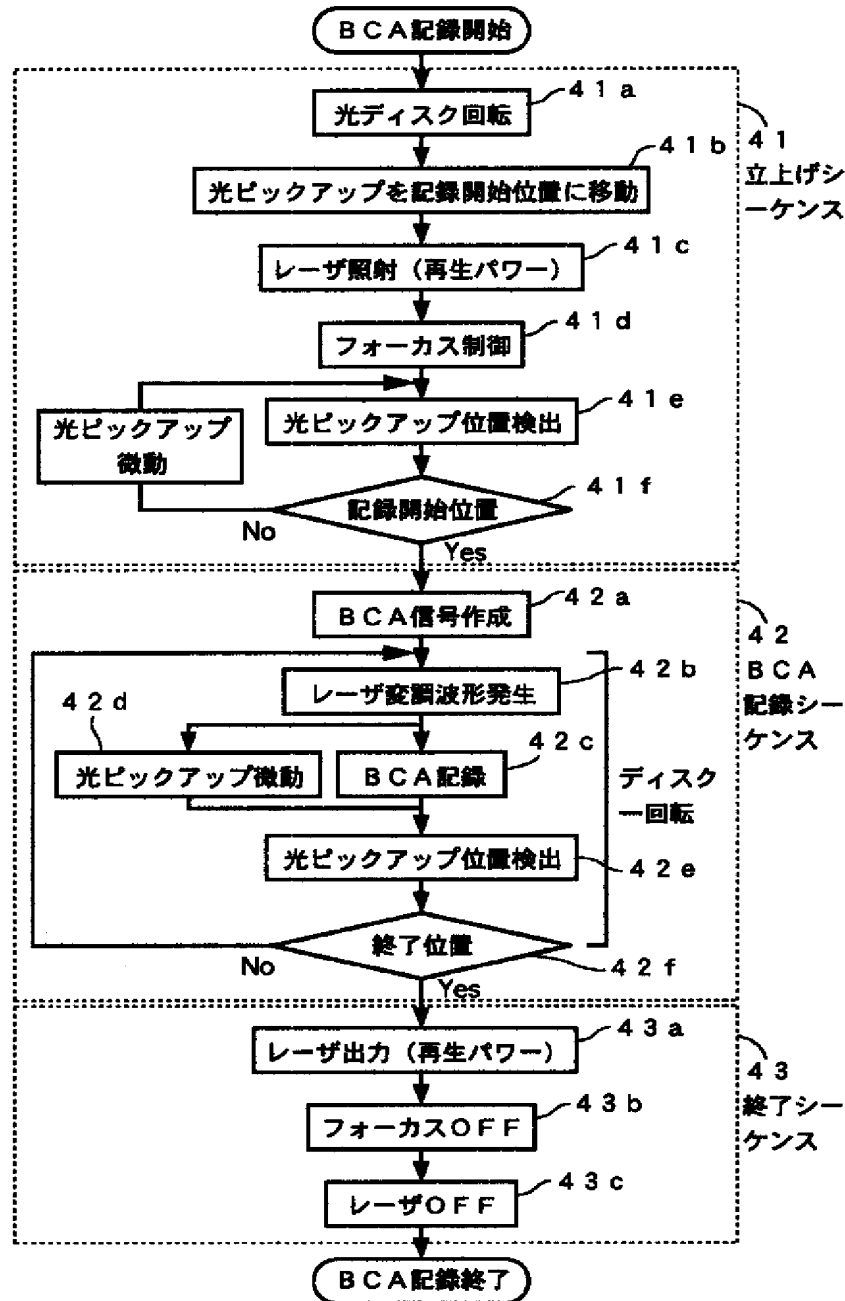 ＢＣＡ記録開始
４１ａ
光ディスク回転
４１
立上げシ
ーケンス
４１ｂ
光ピックアップを記録開始位置に移動
４１ｃ
レーザ照射（再生パワー）
４１ｄ
フォーカス制御
４１ｅ
光ピックアップ位置検出
光ピックアップ
微動
４１ｆ
記録開始位置
No
Yes
４２ａ
ＢＣＡ信号作成
４２
ＢＣＡ
記録シー
ケンス
４２ｂ
レーザ変調波形発生
４２ｄ
４２ｃ
光ピックアップ微動
ＢＣＡ記録
ディスク
一回転
光ピックアップ位置検出
４２ｅ
終了位置
４２ｆ
No
Yes
４３ａ
レーザ出力（再生パワー）
４３
終了シー
ケンス
４３ｂ
フォーカスＯＦＦ
４３ｃ
レーザＯＦＦ
ＢＣＡ記録終了